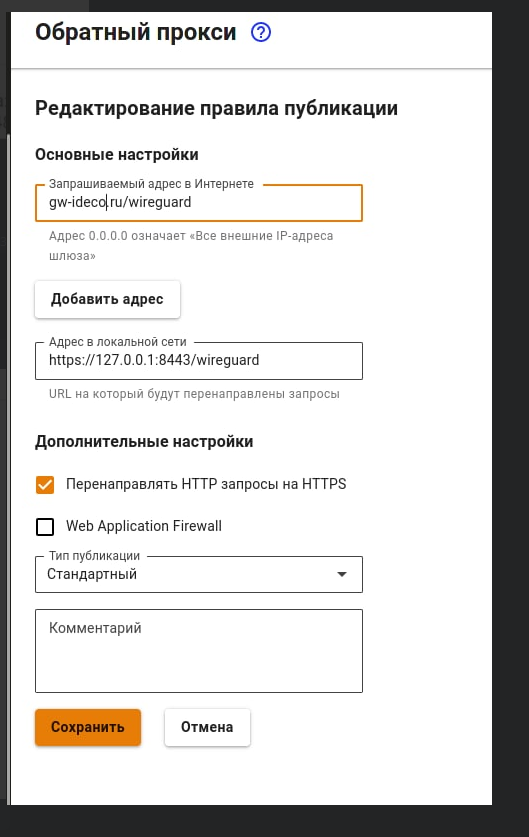 Обратный прокси ?
Редактирование правила публикации
Основные настройки
Запрашиваемый адрес в Интернете
gw-ideco.ru/wireguard
Адрес 0.0.0.0 означает «Все внешние IP-адреса
шлюза»
Добавить адрес
Адрес в локальной сети
https://127.0.0.1:8443/wireguard
URL на который будут перенаправлены запросы
Дополнительные настройки
Перенаправлять HTTP запросы на HTTPS
Web Application Firewall
Тип публикации
Стандартный
Комментарий
Сохранить Отмена